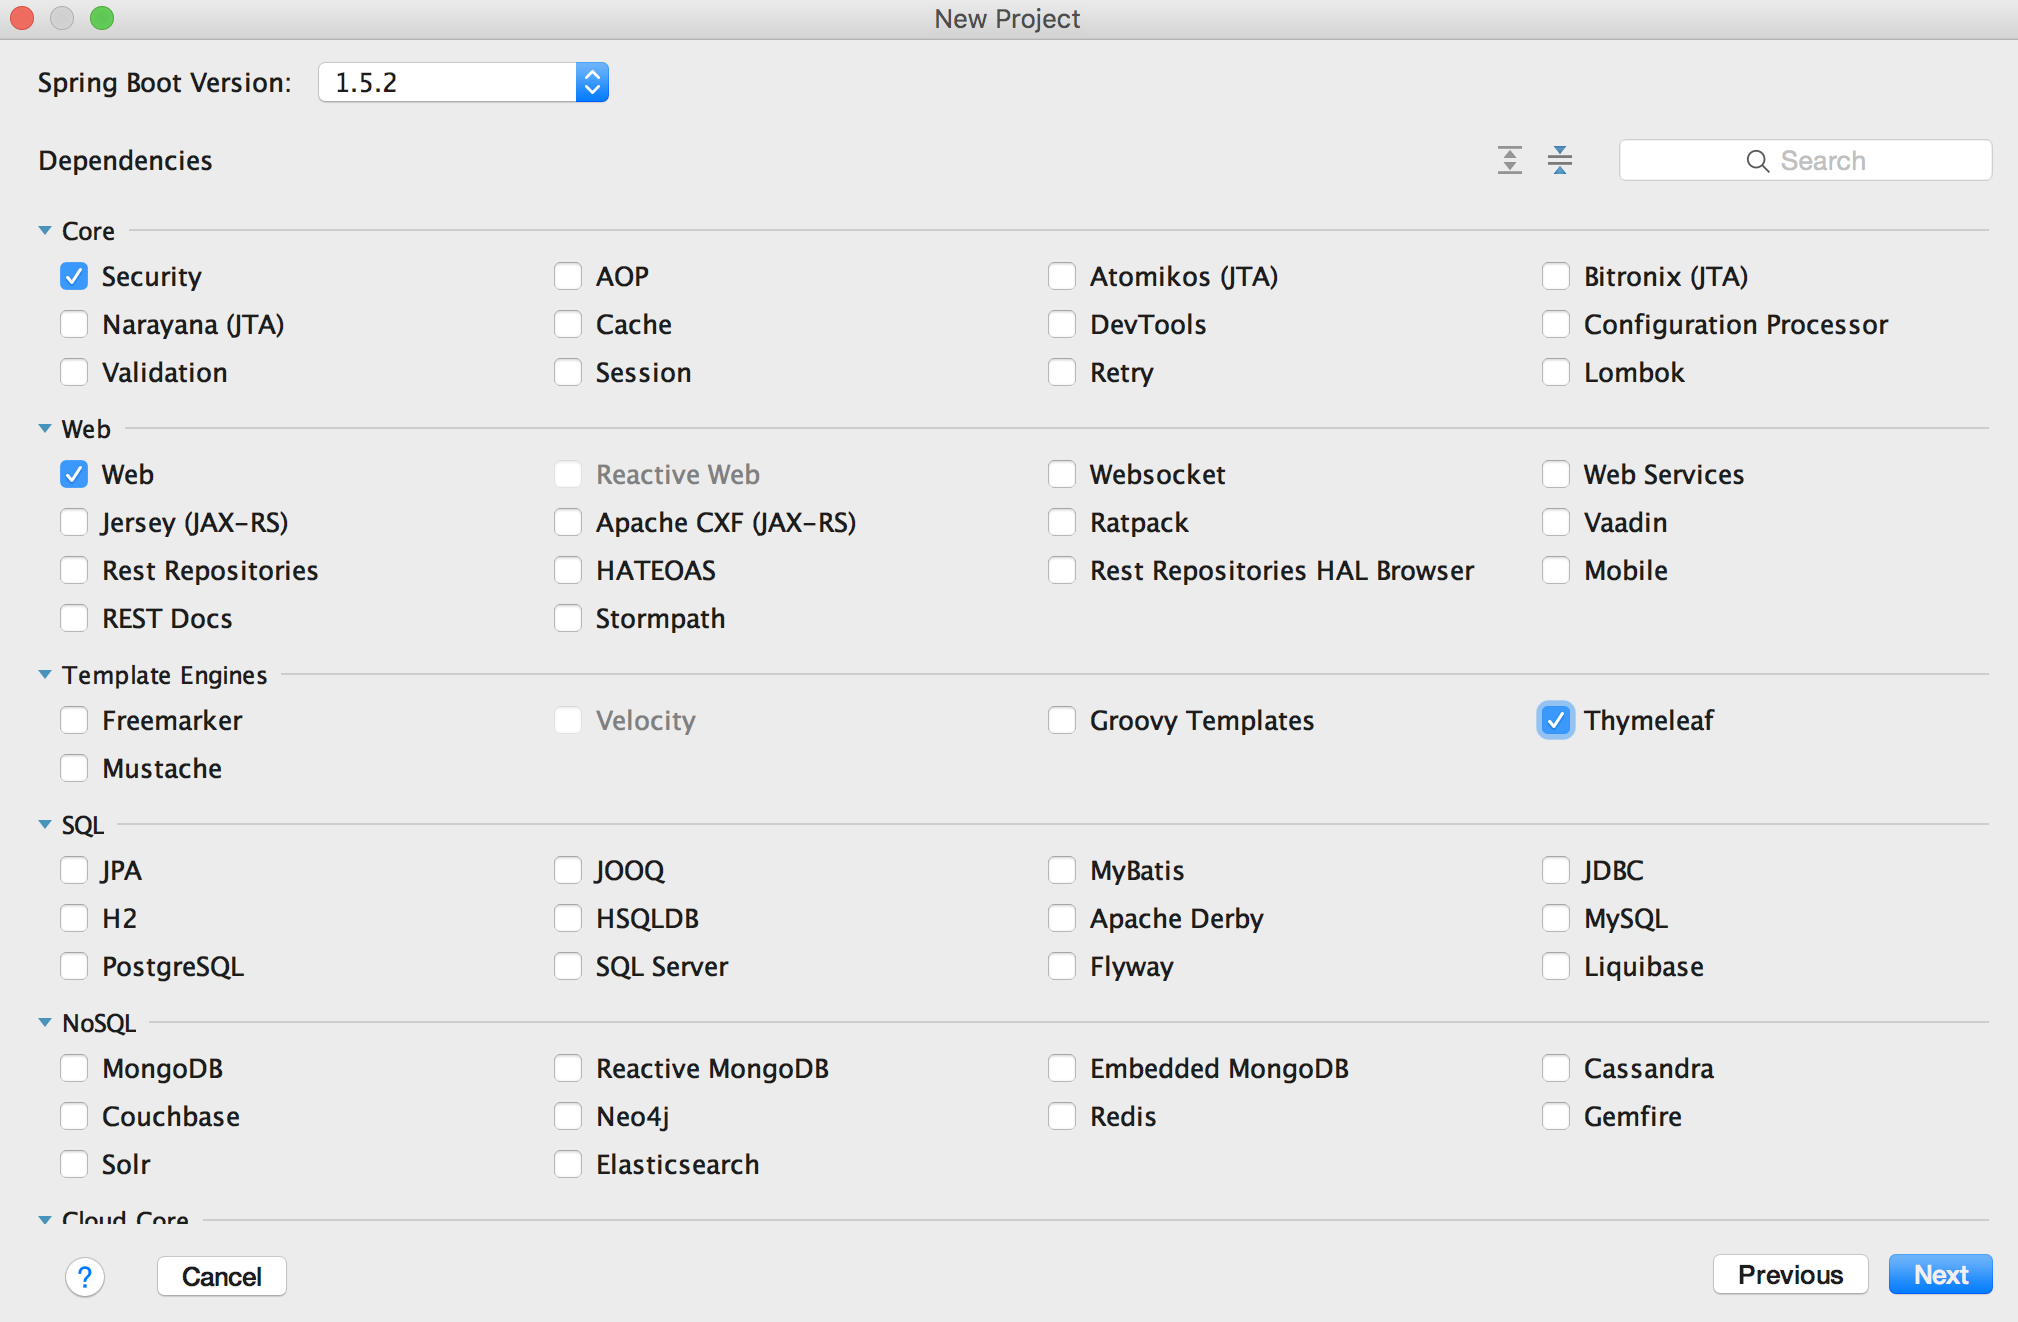 New Project
Spring Boot Version: 1.5.2
Dependencies Search
Core
Security AOP Atomikos (JTA) Bitronix (JTA)
Narayana (JTA) Cache DevTools Configuration Processor
Validation Session Retry Lombok
Web
Web Reactive Web Websocket Web Services
Jersey (JAX-RS) Apache CXF (JAX-RS) Ratpack Vaadin
Rest Repositories HATEOAS Rest Repositories HAL Browser Mobile
REST Docs Stormpath
Template Engines
Freemarker Velocity Groovy Templates Thymeleaf
Mustache
SQL
JPA JOOQ MyBatis JDBC
H2 HSQLDB Apache Derby MySQL
PostgreSQL SQL Server Flyway Liquibase
NoSQL
MongoDB Reactive MongoDB Embedded MongoDB Cassandra
Couchbase Neo4j Redis Gemfire
Solr Elasticsearch
Cloud Core
? Cancel Previous Next